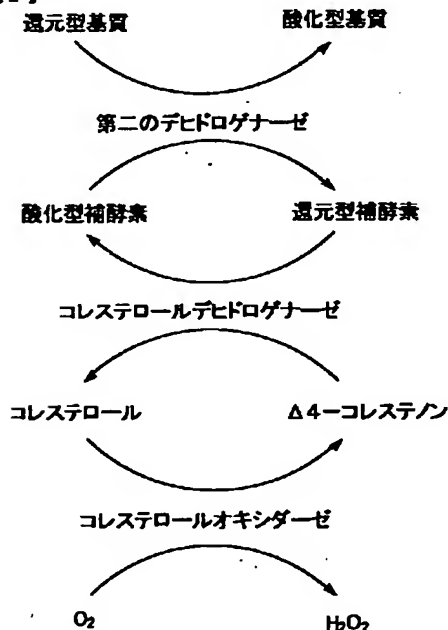 還元型基質 酸化型基質
第二のデヒドロゲナーゼ
酸化型補酵素 還元型補酵素
コレステロールデヒドロゲナーゼ
コレステロール Δ4ーコレステノン
コレステロールオキシダーゼ
O₂ H₂O₂